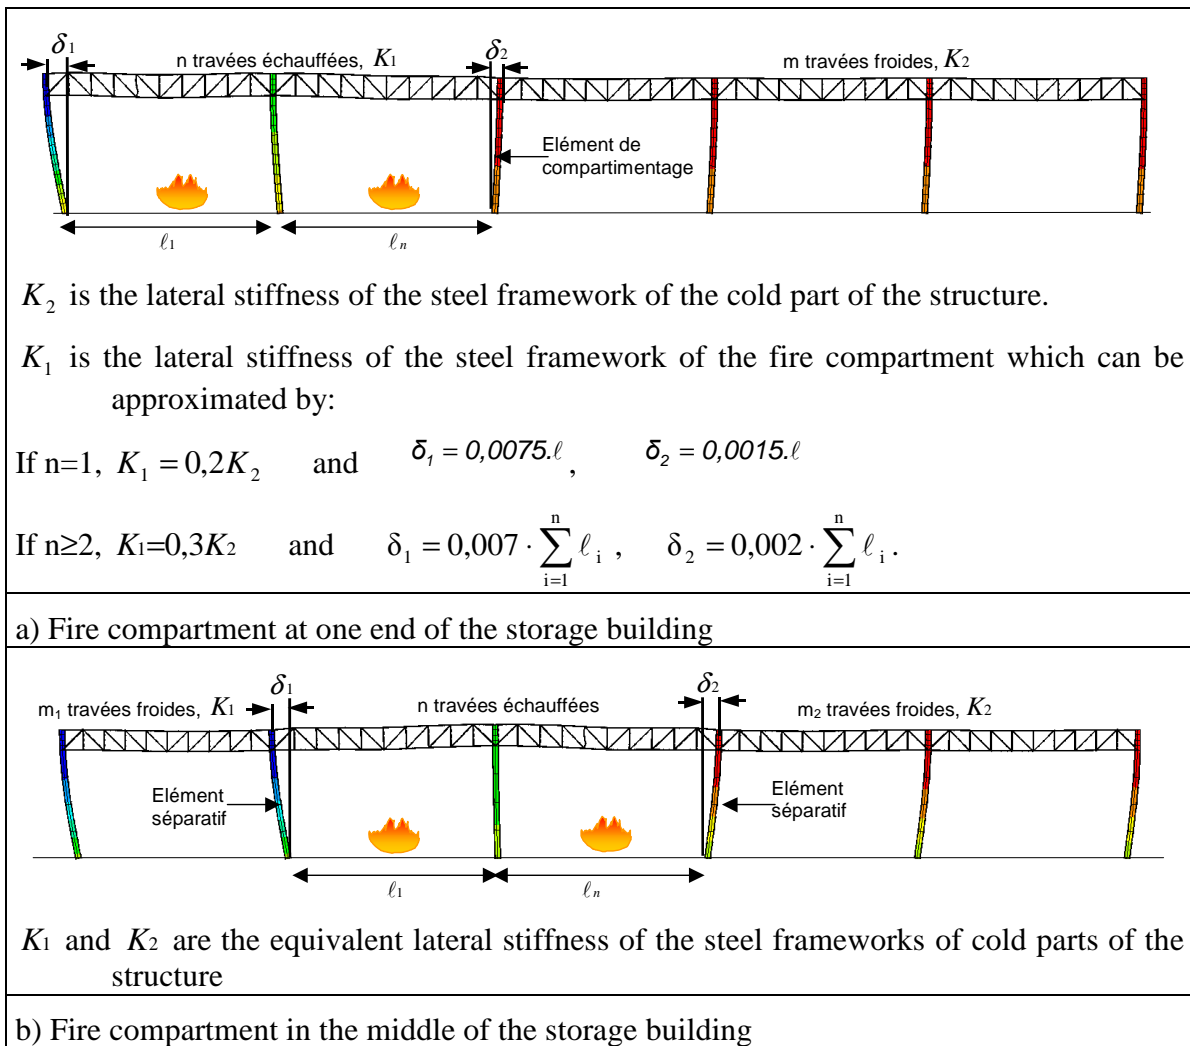 δ1 n travées échauffées, K1 δ2 m travées froides, K2
Elément de
compartimentage
ℓ1 ℓn
K2 is the lateral stiffness of the steel framework of the cold part of the structure.
K1 is the lateral stiffness of the steel framework of the fire compartment which can be
approximated by:
If n=1, K1 = 0,2K2 and δ1 = 0,0075.ℓ , δ2 = 0,0015.ℓ
If n≥2, K1=0,3K2 and δ1 = 0,007 · ∑_{i=1}^{n} ℓi , δ2 = 0,002 · ∑_{i=1}^{n} ℓi .
a) Fire compartment at one end of the storage building
m1 travées froides, K1 δ1 n travées échauffées δ2 m2 travées froides, K2
Elément
séparatif
Elément
séparatif
ℓ1 ℓn
K1 and K2 are the equivalent lateral stiffness of the steel frameworks of cold parts of the
structure
b) Fire compartment in the middle of the storage building